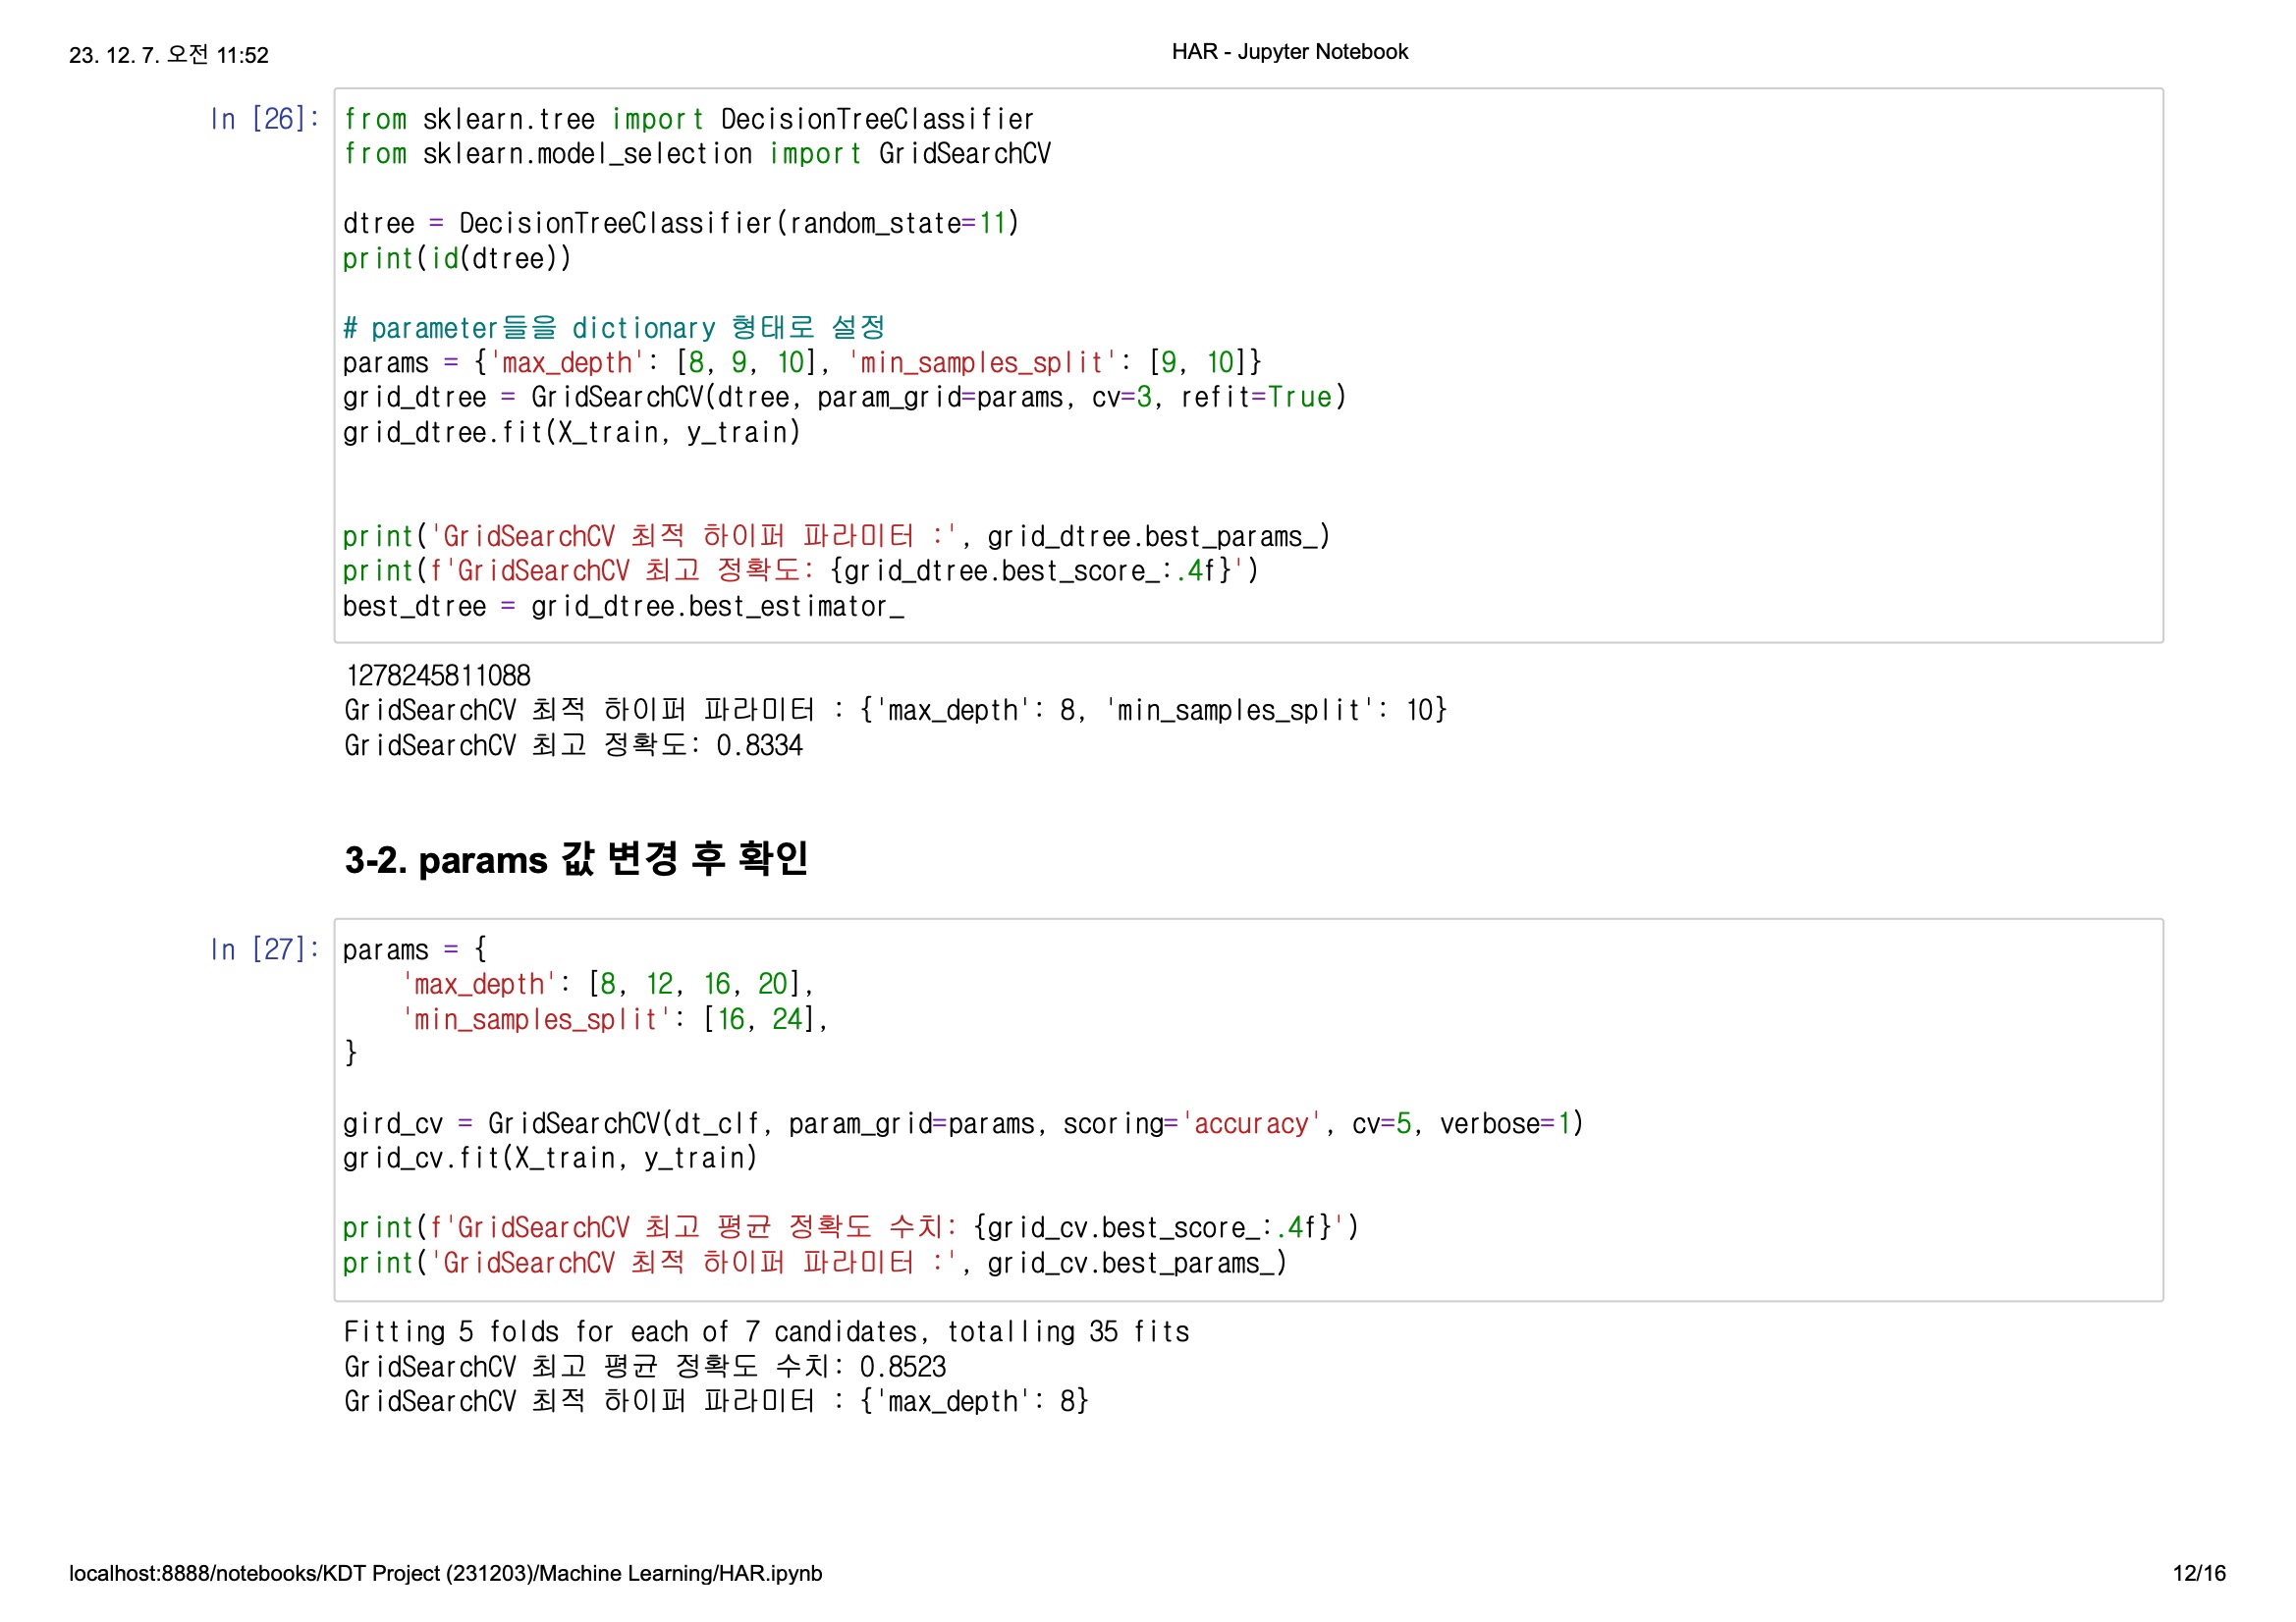 23. 12. 7. 오전 11:52
HAR - Jupyter Notebook
In [26]:
from sklearn.tree import DecisionTreeClassifier
from sklearn.model_selection import GridSearchCV
dtree = DecisionTreeClassifier(random_state=11)
print(id(dtree))
# parameter들을 dictionary 형태로 설정
params = {'max_depth': [8, 9, 10], 'min_samples_split': [9, 10]}
grid_dtree = GridSearchCV(dtree, param_grid=params, cv=3, refit=True)
grid_dtree.fit(X_train, y_train)
print('GridSearchCV 최적 하이퍼 파라미터 :', grid_dtree.best_params_)
print(f'GridSearchCV 최고 정확도: {grid_dtree.best_score_:.4f}')
best_dtree = grid_dtree.best_estimator_
1278245811088
GridSearchCV 최적 하이퍼 파라미터 : {'max_depth': 8, 'min_samples_split': 10}
GridSearchCV 최고 정확도: 0.8334
3-2. params 값 변경 후 확인
In [27]:
params = {
    'max_depth': [8, 12, 16, 20],
    'min_samples_split': [16, 24],
}
gird_cv = GridSearchCV(dt_clf, param_grid=params, scoring='accuracy', cv=5, verbose=1)
grid_cv.fit(X_train, y_train)
print(f'GridSearchCV 최고 평균 정확도 수치: {grid_cv.best_score_:.4f}')
print('GridSearchCV 최적 하이퍼 파라미터 :', grid_cv.best_params_)
Fitting 5 folds for each of 7 candidates, totalling 35 fits
GridSearchCV 최고 평균 정확도 수치: 0.8523
GridSearchCV 최적 하이퍼 파라미터 : {'max_depth': 8}
localhost:8888/notebooks/KDT Project (231203)/Machine Learning/HAR.ipynb
12/16